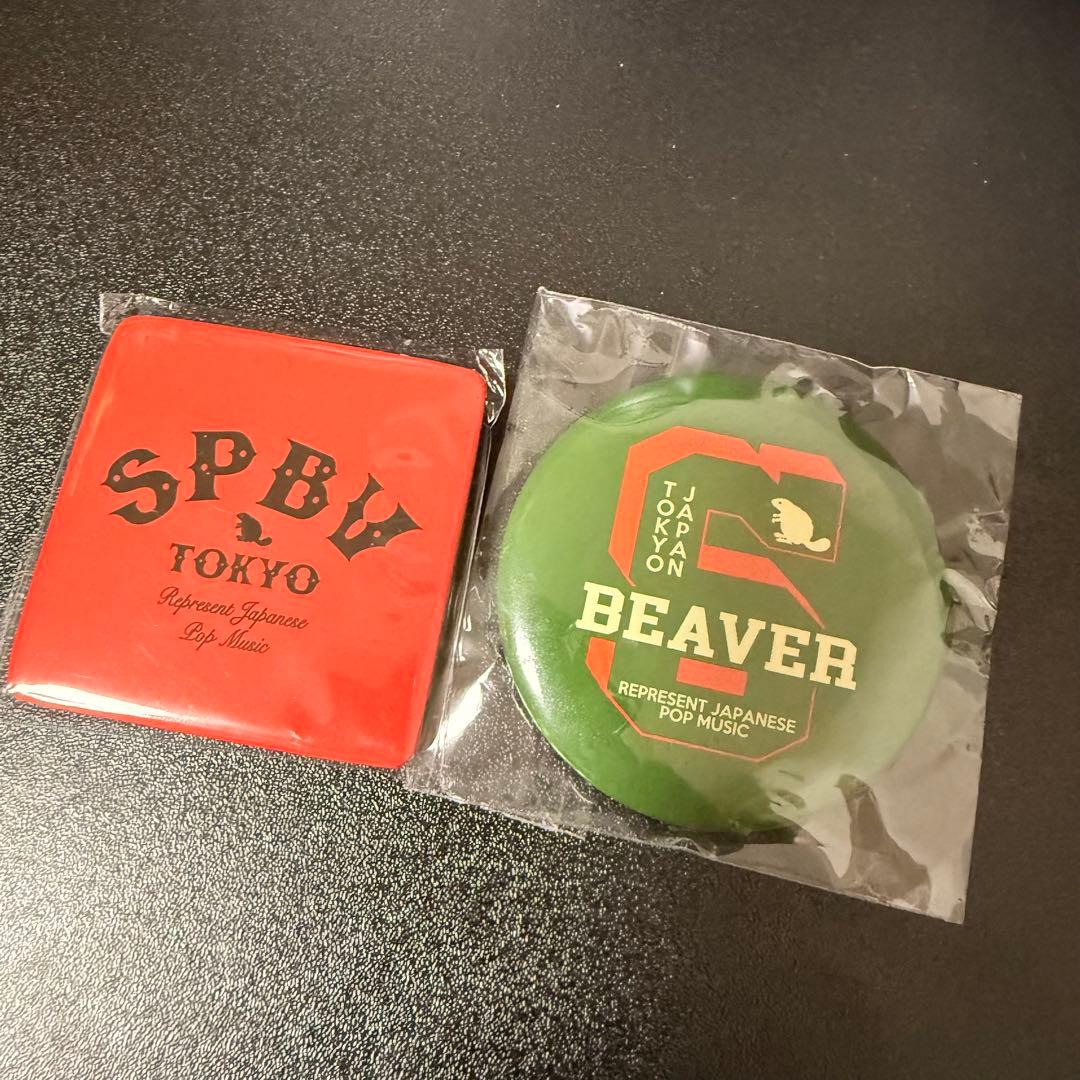 SPBV
TOKYO
Represent Japanese
Pop Music
TOKYO
JAPAN
BEAVER
REPRESENT JAPANESE
POP MUSIC